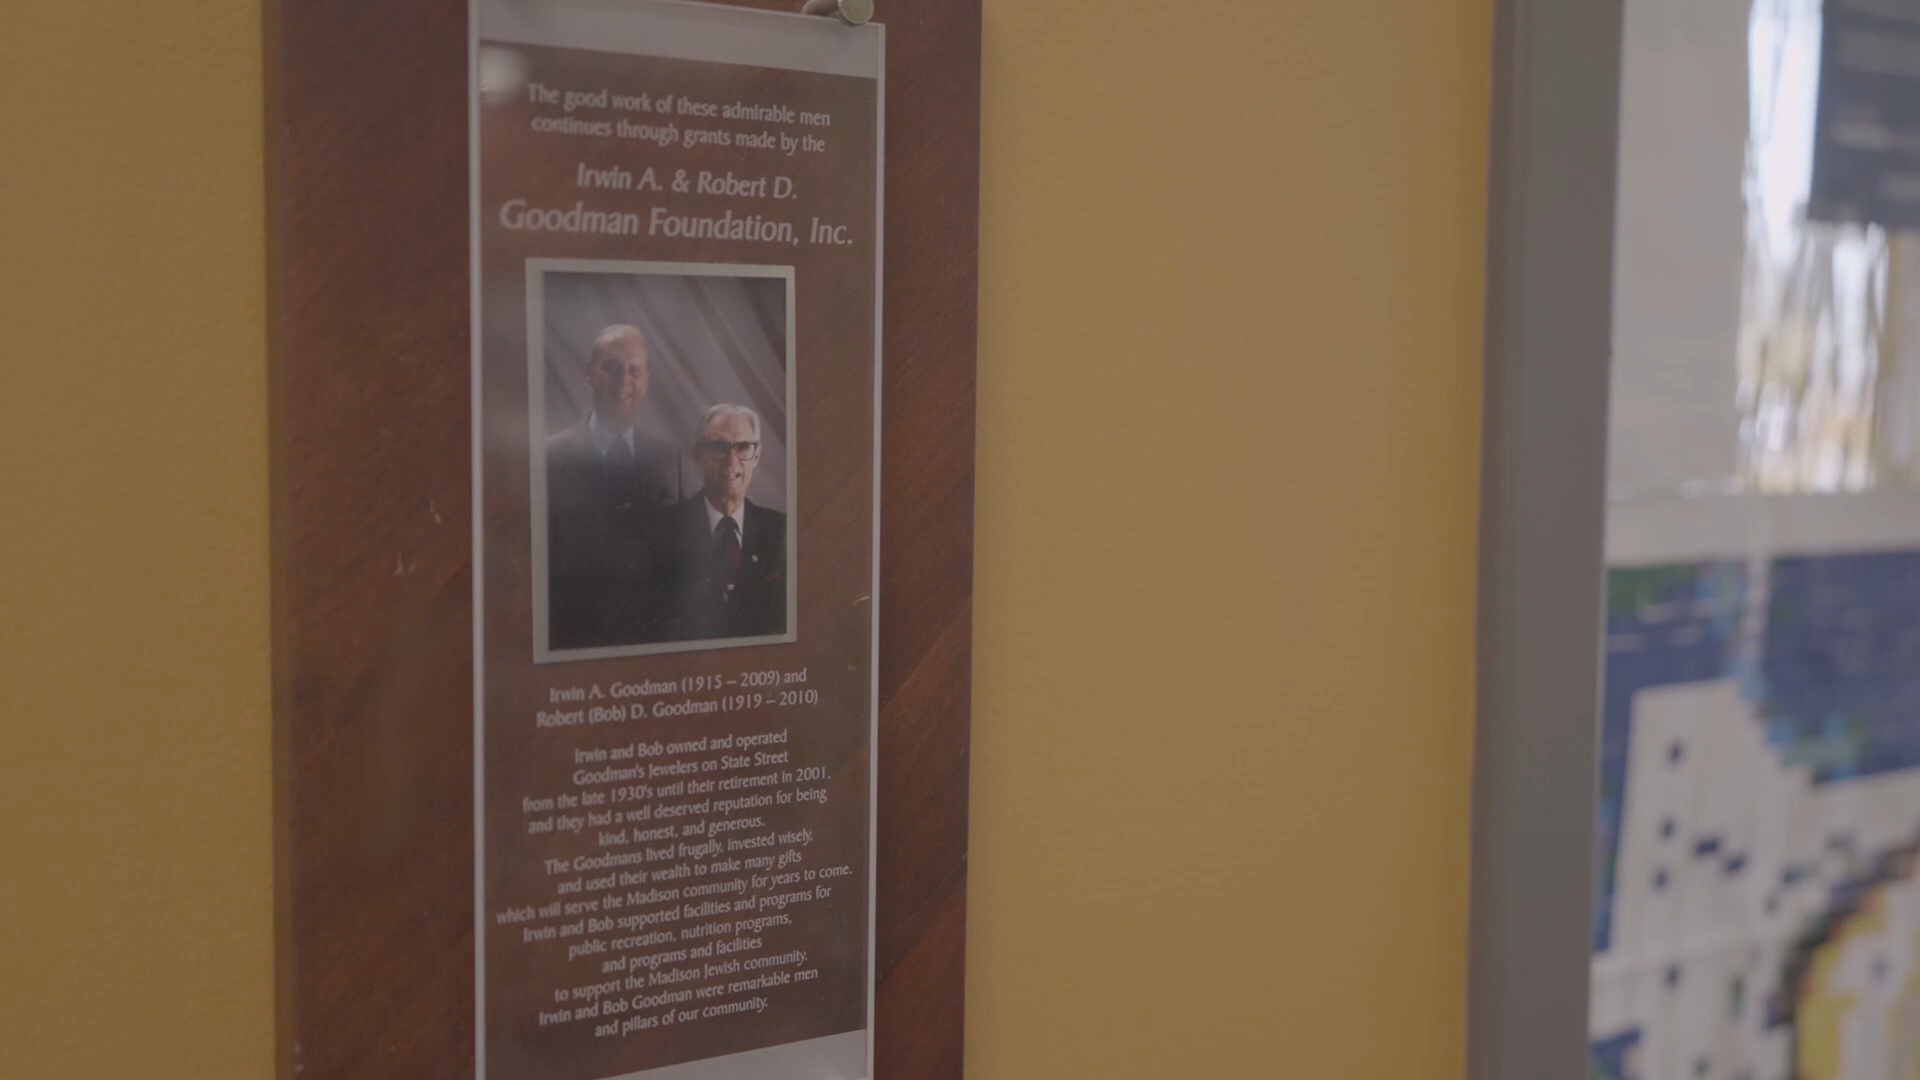 The good work of these admirable men
continues through grants made by the
Irwin A. & Robert D.
Goodman Foundation, Inc.
Irwin A. Goodman (1915 – 2009) and
Robert (Bob) D. Goodman (1919 – 2010)
Irwin and Bob owned and operated
Goodman's Jewelers on State Street
from the late 1930's until their retirement in 2001,
and they had a well deserved reputation for being
kind, honest, and generous.
The Goodmans lived frugally, invested wisely,
and used their wealth to make many gifts
which will serve the Madison community for years to come.
Irwin and Bob supported facilities and programs for
public recreation, nutrition programs,
and programs and facilities
to support the Madison Jewish community.
Irwin and Bob Goodman were remarkable men
and pillars of our community.